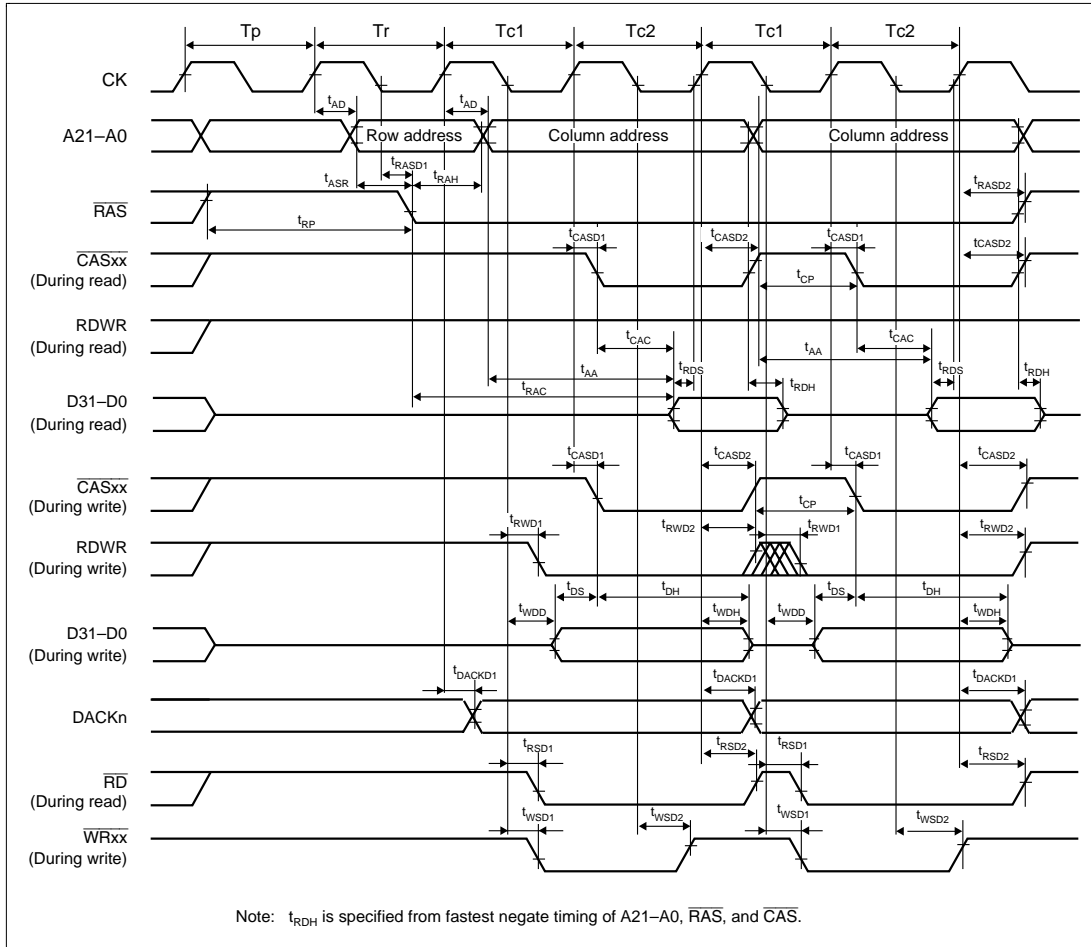 Tp Tr Tc1 Tc2 Tc1 Tc2
CK
tAD tAD
A21–A0 Row address Column address Column address
tRASD1
tASR tRAH tRASD2
RAS
tRP
tCASD1 tCASD2 tCASD1 tCASD2
CASxx
(During read)
tCP
RDWR
(During read)
tCAC tCAC
tAA tRDS tAA tRDS
tRAC tRDH tRDH
D31–D0
(During read)
tCASD1 tCASD2 tCASD1 tCASD2
CASxx
(During write)
tCP
tRWD1 tRWD2 tRWD1 tRWD2
RDWR
(During write)
tDS tDH tDS tDH
tWDD tWDH tWDD tWDH
D31–D0
(During write)
tDACKD1 tDACKD1 tDACKD1
DACKn
tRSD1 tRSD2 tRSD1 tRSD2
RD
(During read)
tWSD1 tWSD2 tWSD1 tWSD2
WRxx
(During write)
Note: tRDH is specified from fastest negate timing of A21–A0, RAS, and CAS.